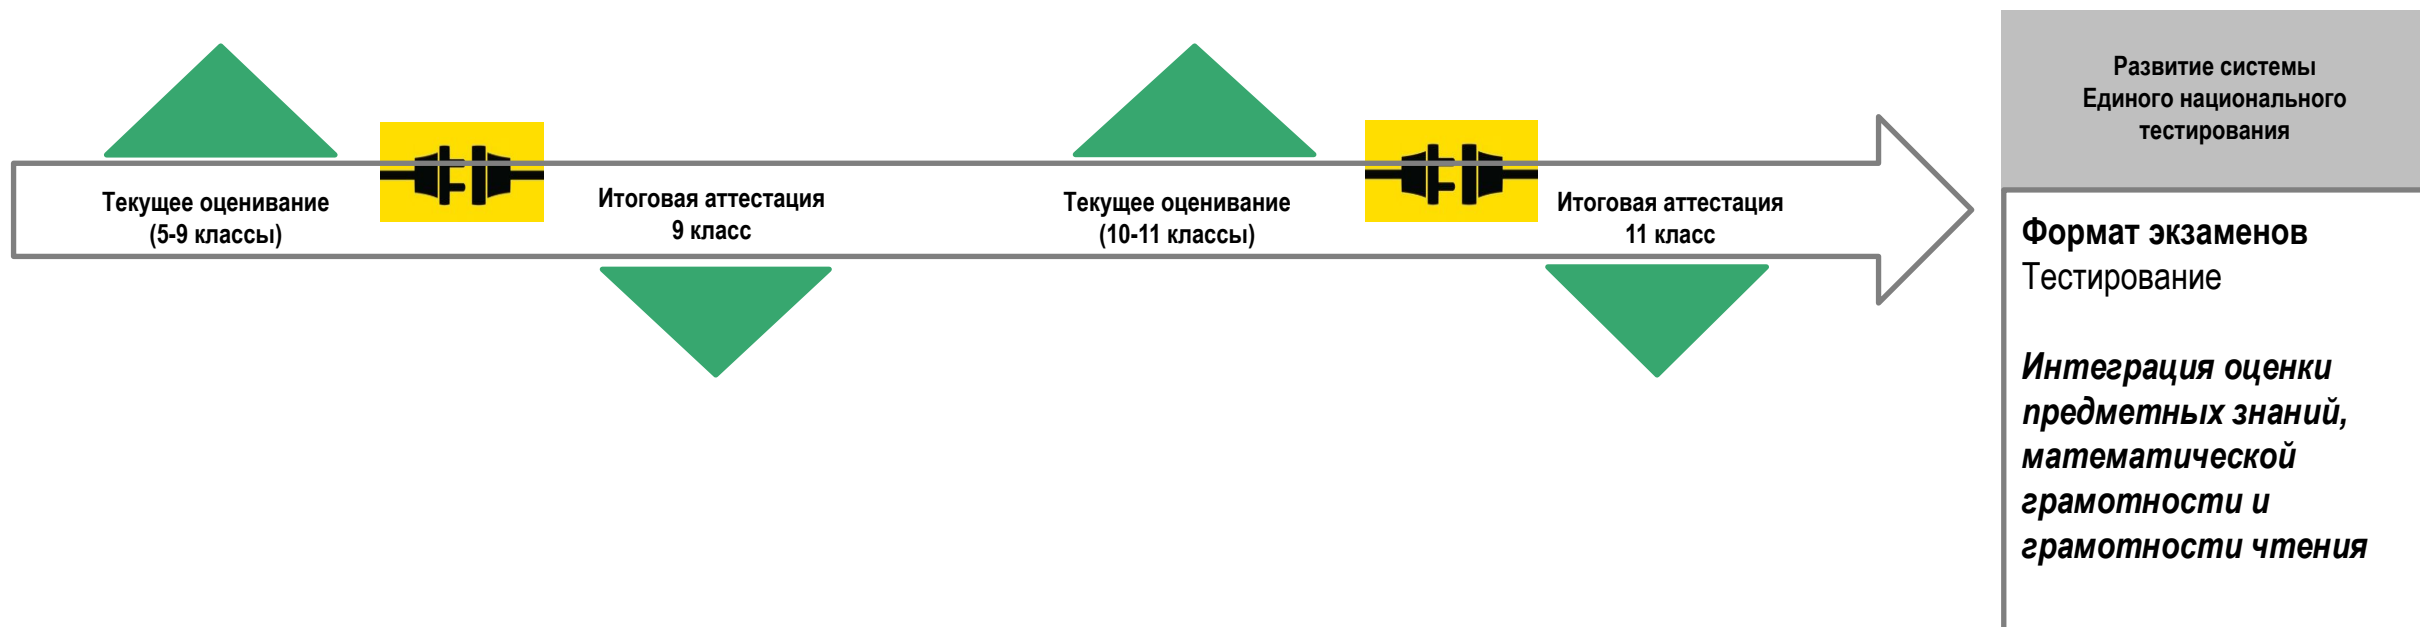 Текущее оценивание
(5-9 классы)
Итоговая аттестация
9 класс
Текущее оценивание
(10-11 классы)
Итоговая аттестация
11 класс
Развитие системы
Единого национального
тестирования
Формат экзаменов
Тестирование
Интеграция оценки
предметных знаний,
математической
грамотности и
грамотности чтения